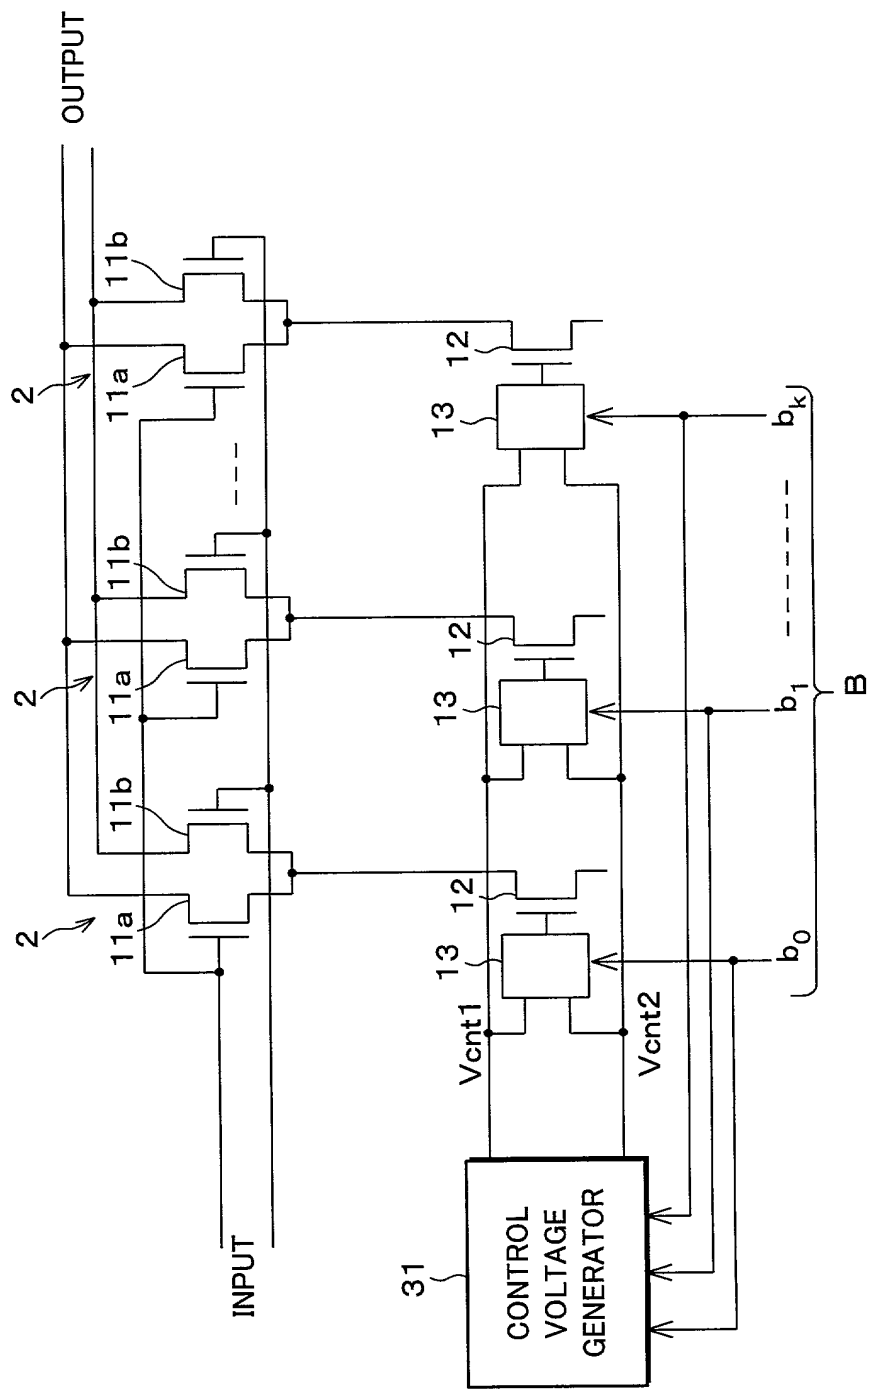 OUTPUT
2
2
2
11a
11b
11a
11b
11a
11b
INPUT
12
12
12
13
13
13
Vcnt1
Vcnt2
31
CONTROL
VOLTAGE
GENERATOR
b0
b1
bk
B